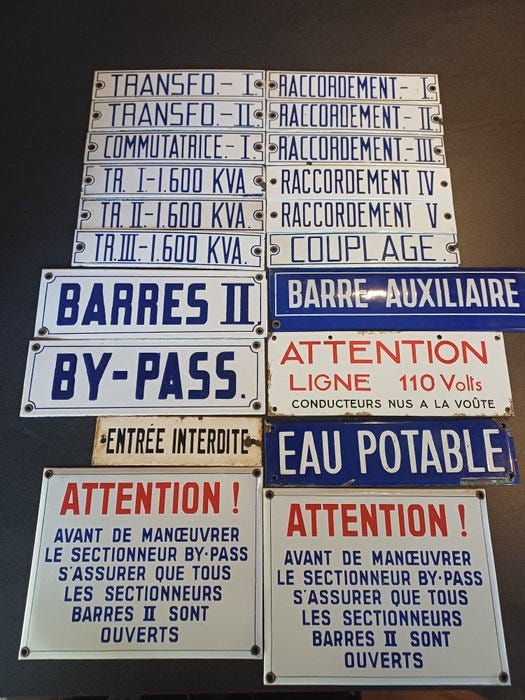 TRANSFO.- I.
RACCORDEMENT.- I.
TRANSFO.- II.
RACCORDEMENT.- II.
COMMUTATRICE.- I.
RACCORDEMENT.- III.
TR. I.-1.600 KVA.
RACCORDEMENT IV
TR. II.-1.600 KVA.
RACCORDEMENT V
TR. III.-1.600 KVA.
COUPLAGE.
BARRES II
BARRE AUXILIAIRE
BY-PASS.
ATTENTION
LIGNE 110 Volts
CONDUCTEURS NUS A LA VOÛTE
ENTRÉE INTERDITE
EAU POTABLE
ATTENTION !
AVANT DE MANŒUVRER
LE SECTIONNEUR BY-PASS
S'ASSURER QUE TOUS
LES SECTIONNEURS
BARRES II SONT
OUVERTS
ATTENTION !
AVANT DE MANŒUVRER
LE SECTIONNEUR BY-PASS
S'ASSURER QUE TOUS
LES SECTIONNEURS
BARRES II SONT
OUVERTS